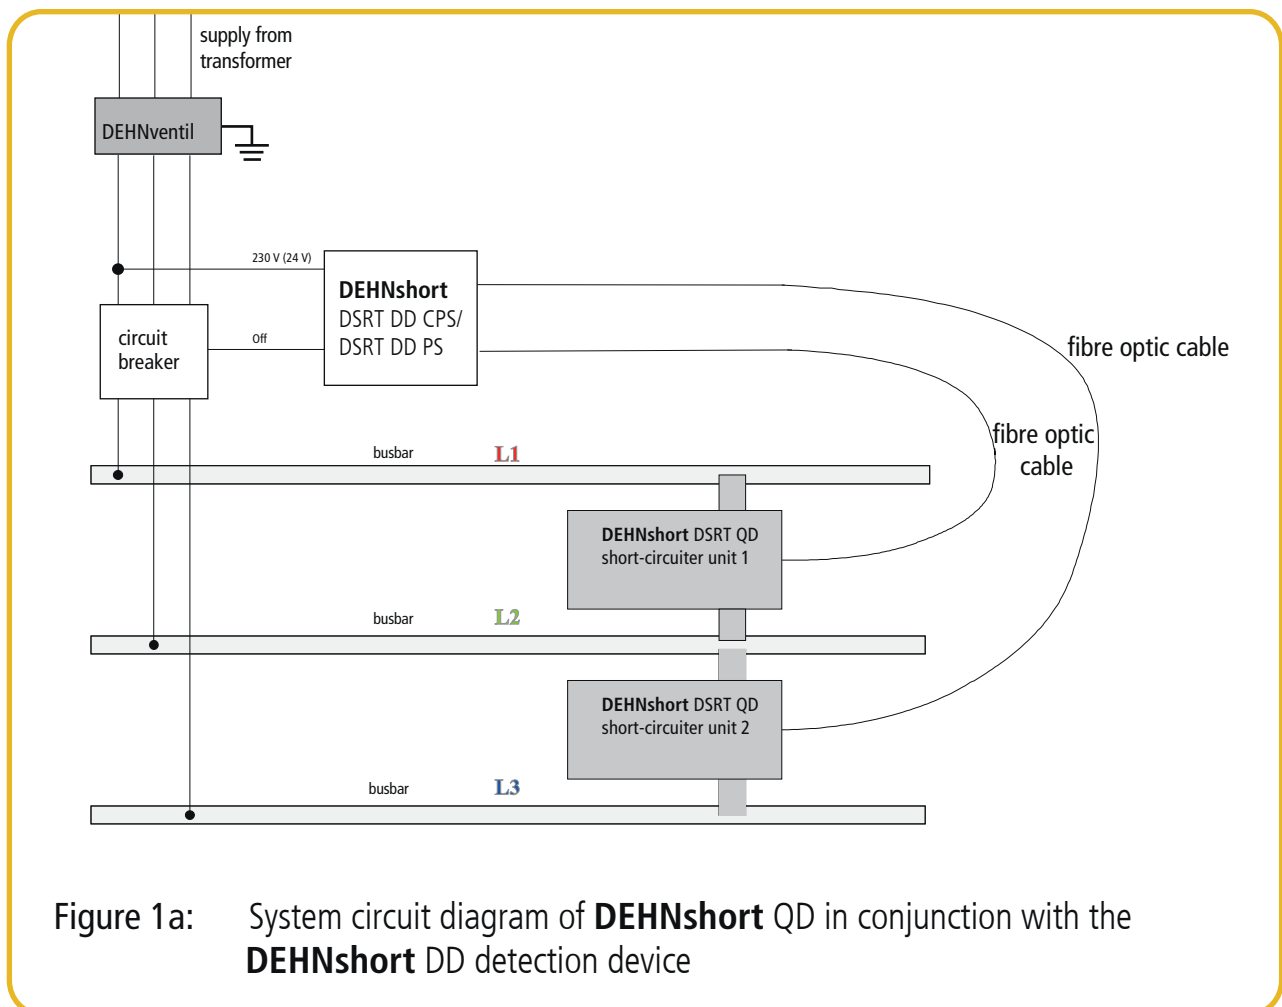 supply from
transformer
DEHNventil
230 V (24 V)
DEHNshort
DSRT DD CPS/
DSRT DD PS
circuit
breaker
Off
fibre optic cable
fibre optic
cable
busbar
L1
DEHNshort DSRT QD
short-circuiter unit 1
busbar
L2
DEHNshort DSRT QD
short-circuiter unit 2
busbar
L3
Figure 1a: System circuit diagram of DEHNshort QD in conjunction with the
DEHNshort DD detection device